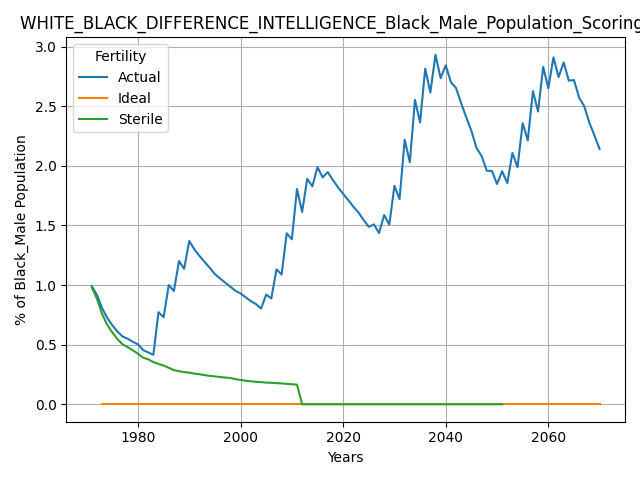 WHITE_BLACK_DIFFERENCE_INTELLIGENCE_Black_Male_Population_Scoring
Fertility
Actual
Ideal
Sterile
% of Black_Male Population
3.0
2.5
2.0
1.5
1.0
0.5
0.0
1980 2000 2020 2040 2060
Years